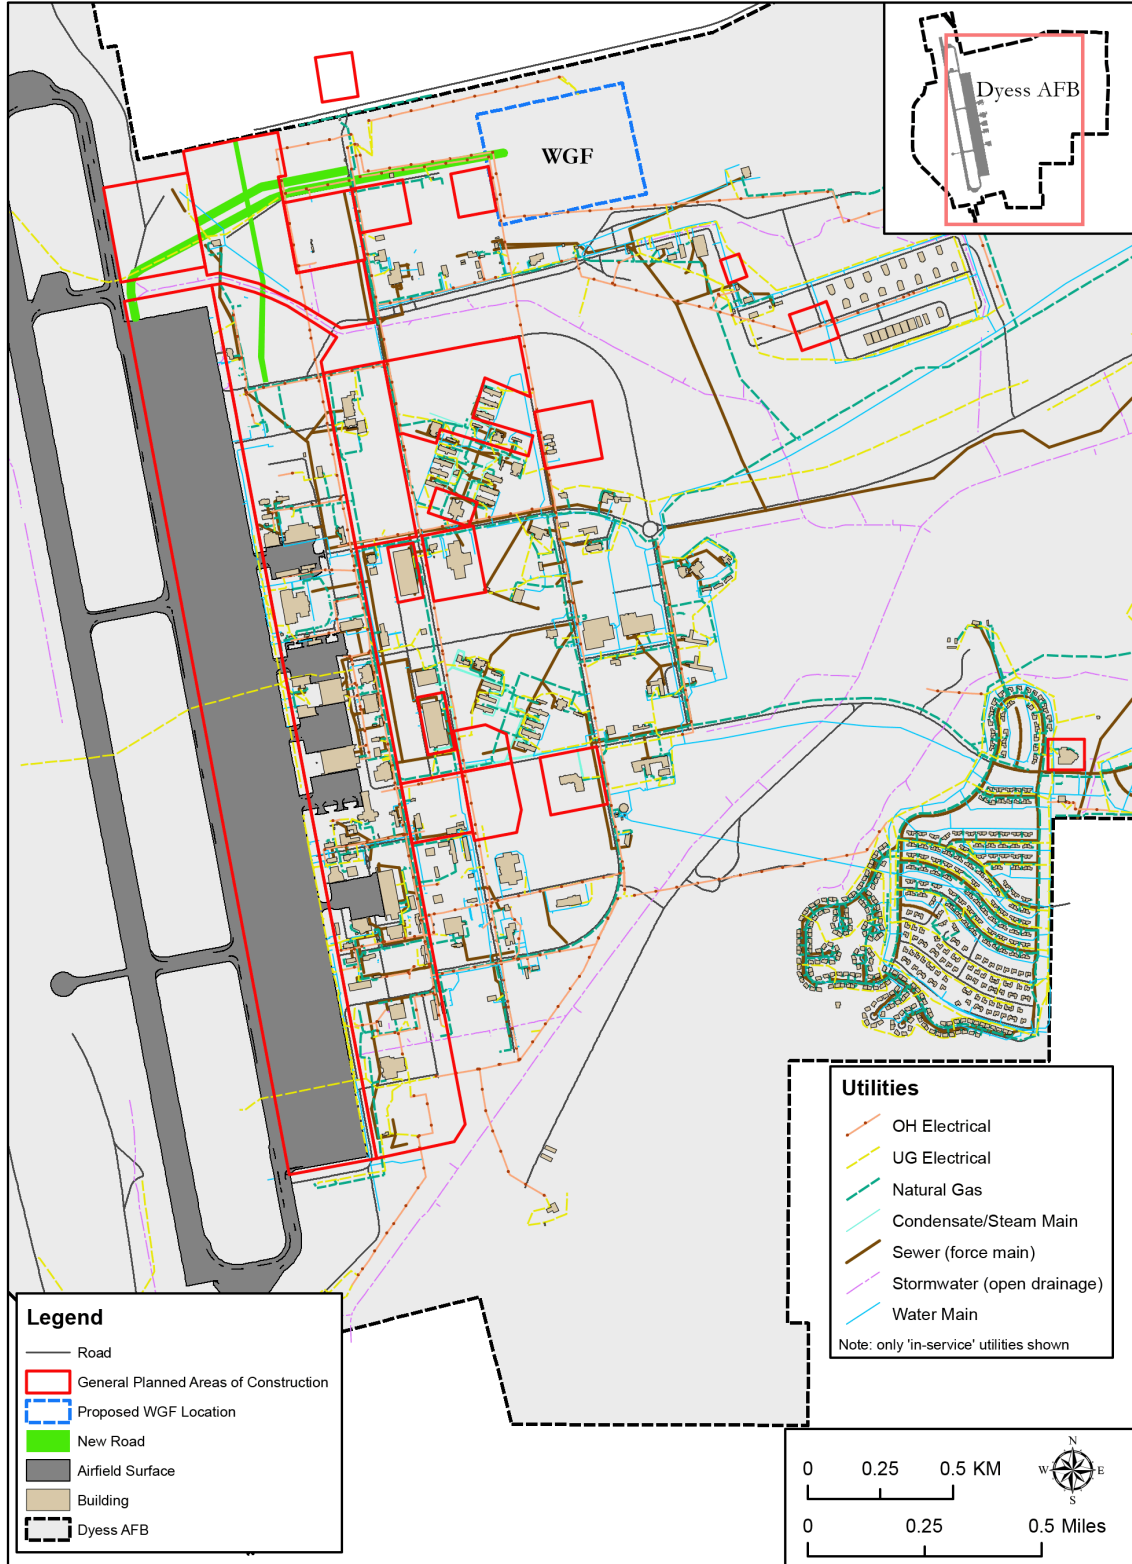 Dyess AFB
WGF
Utilities
OH Electrical
UG Electrical
Natural Gas
Condensate/Steam Main
Sewer (force main)
Stormwater (open drainage)
Water Main
Note: only 'in-service' utilities shown
Legend
Road
General Planned Areas of Construction
Proposed WGF Location
New Road
Airfield Surface
Building
Dyess AFB
0 0.25 0.5 KM
0 0.25 0.5 Miles
N
W E
S